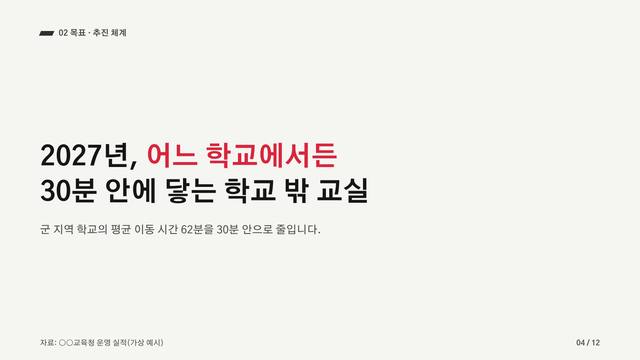 02 목표 · 추진 체계
2027년, 어느 학교에서든
30분 안에 닿는 학교 밖 교실
군 지역 학교의 평균 이동 시간 62분을 30분 안으로 줄입니다.
자료: ○○교육청 운영 실적(가상 예시)
04 / 12